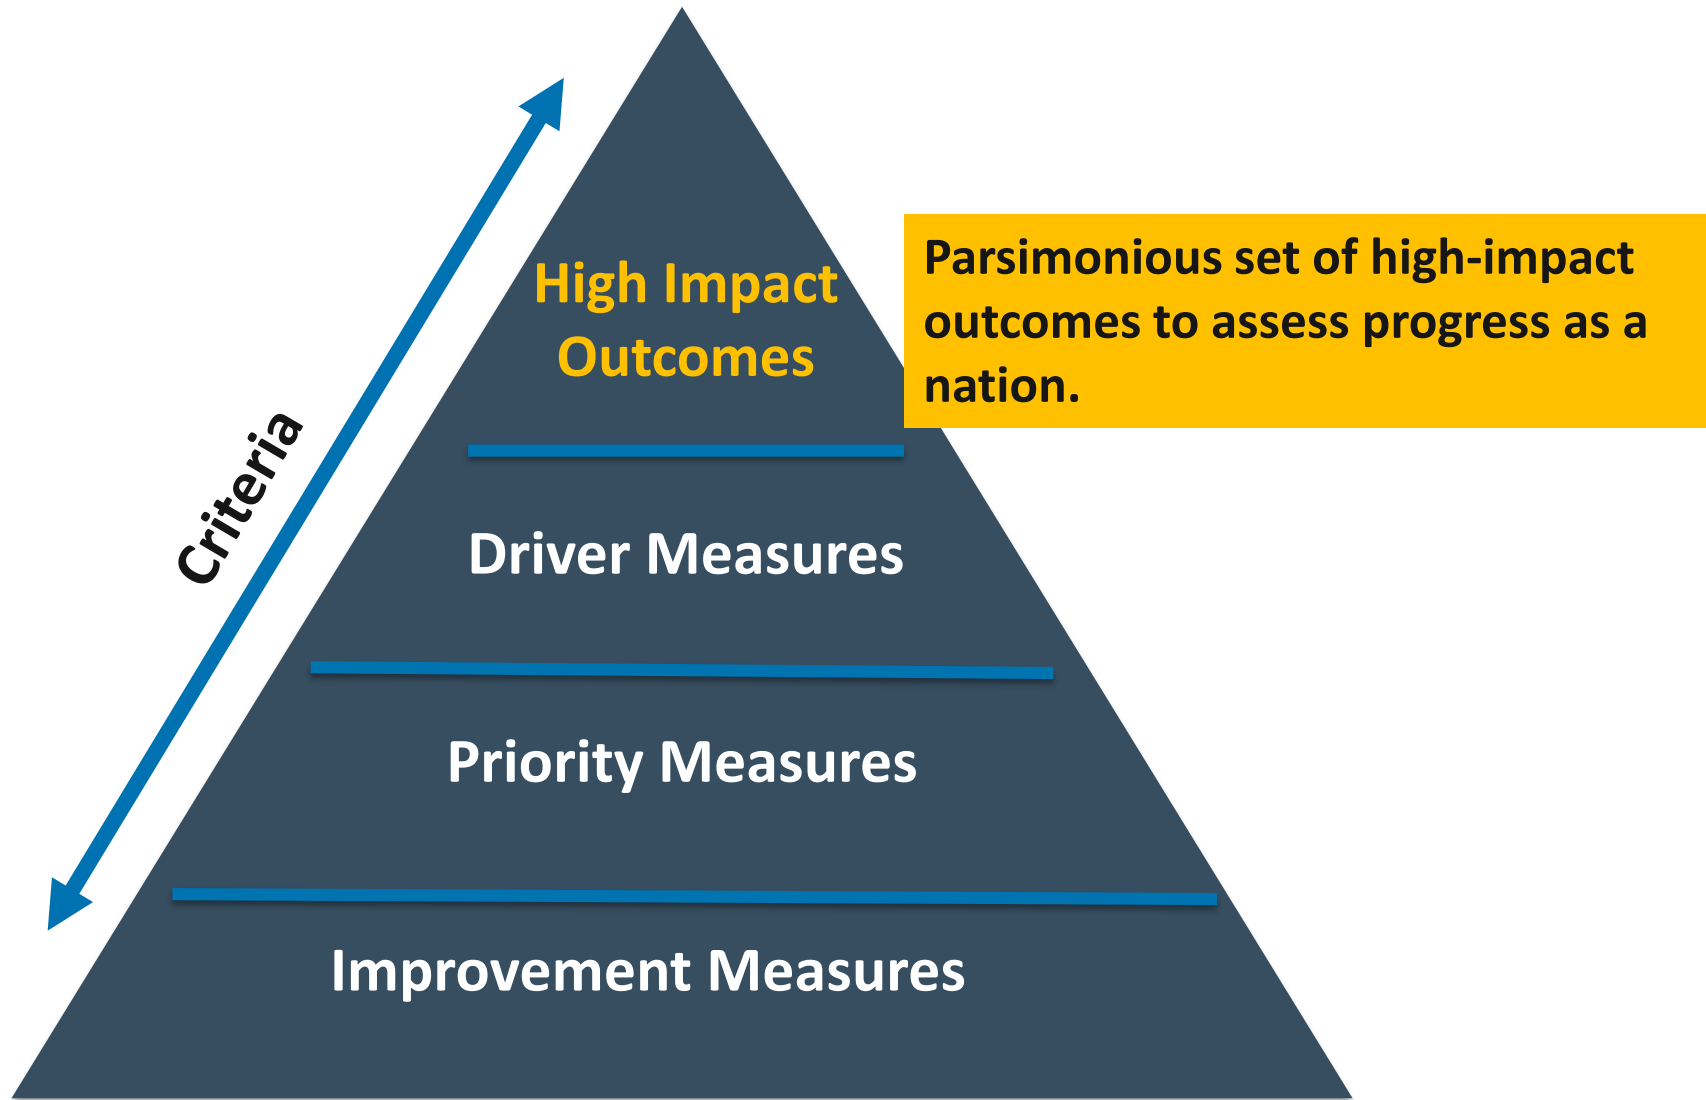 High Impact
Outcomes
Parsimonious set of high-impact
outcomes to assess progress as a
nation.
Criteria
Driver Measures
Priority Measures
Improvement Measures